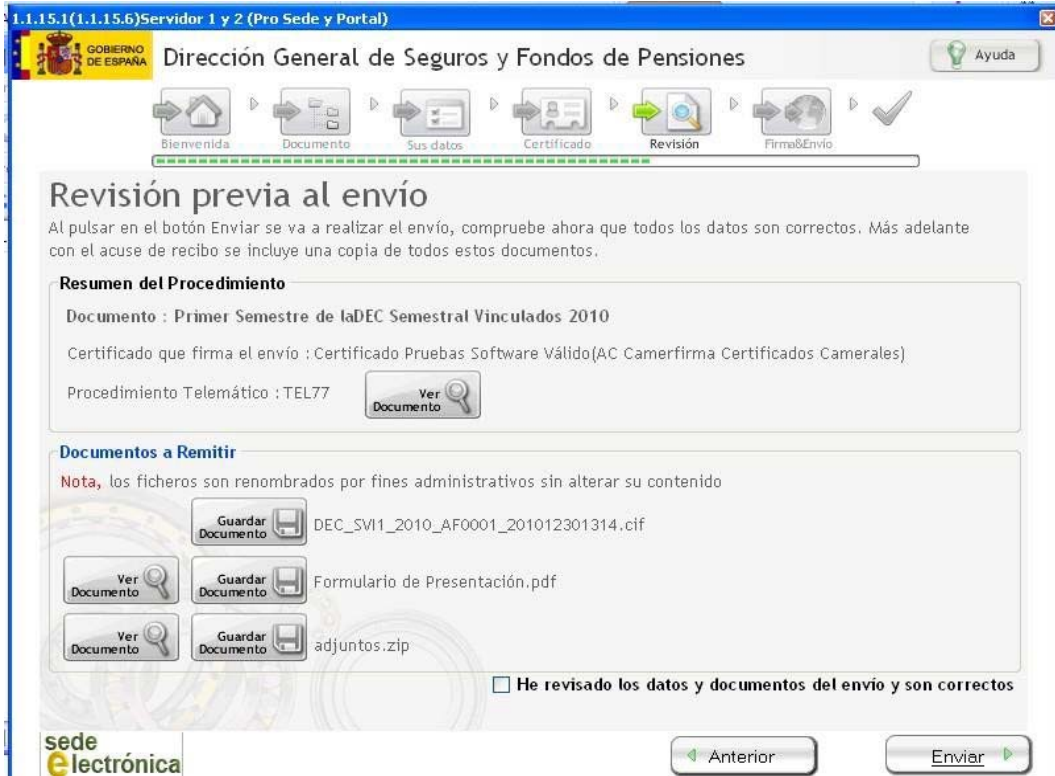 1.1.15.1(1.1.15.6)Servidor 1 y 2 (Pro Sede y Portal)
GOBIERNO
DE ESPAÑA
Dirección General de Seguros y Fondos de Pensiones
Ayuda
Bienvenida
Documento
Sus datos
Certificado
Revisión
Firma&Envío
Revisión previa al envío
Al pulsar en el botón Enviar se va a realizar el envío, compruebe ahora que todos los datos son correctos. Más adelante
con el acuse de recibo se incluye una copia de todos estos documentos.
Resumen del Procedimiento
Documento : Primer Semestre de laDEC Semestral Vinculados 2010
Certificado que firma el envío : Certificado Pruebas Software Válido(AC Camerfirma Certificados Camerales)
Procedimiento Telemático : TEL77
Ver
Documento
Documentos a Remitir
Nota, los ficheros son renombrados por fines administrativos sin alterar su contenido
Guardar
Documento
DEC_SVI1_2010_AF0001_201012301314.cif
Ver
Documento
Guardar
Documento
Formulario de Presentación.pdf
Ver
Documento
Guardar
Documento
adjuntos.zip
He revisado los datos y documentos del envío y son correctos
sede
electrónica
Anterior
Enviar